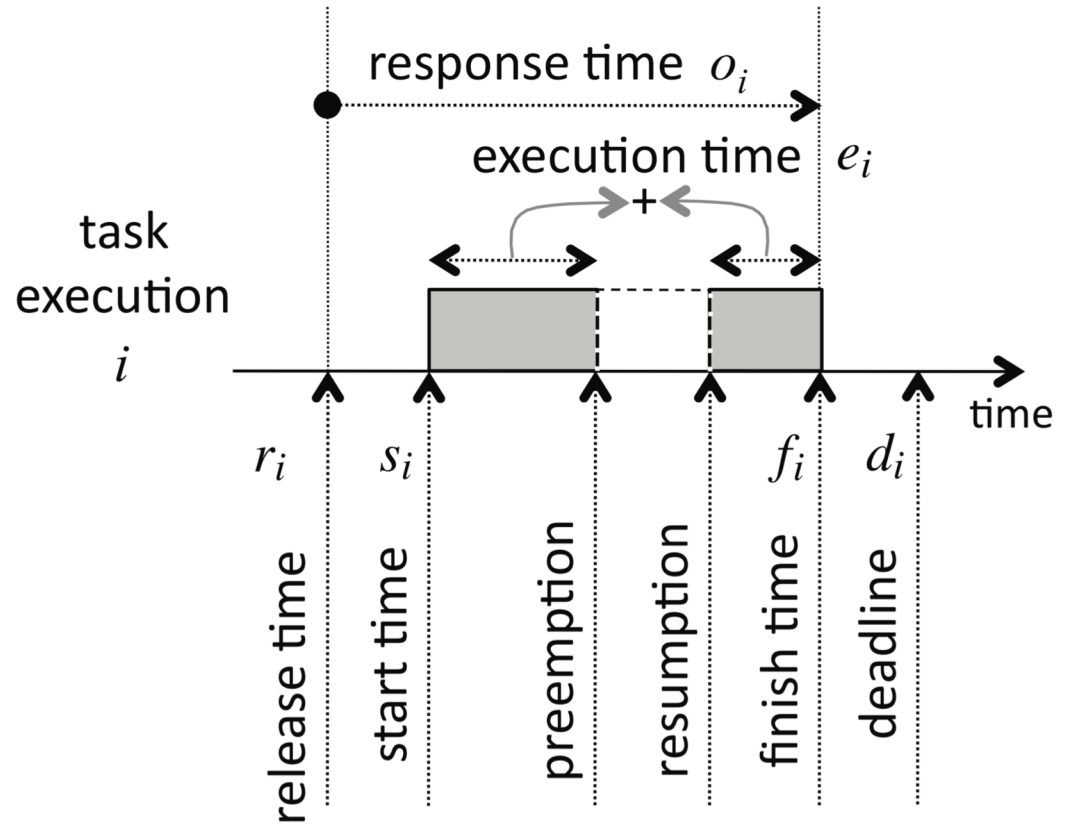 response time o_i
execution time e_i
+
task
execution
i
time
r_i
s_i
f_i
d_i
release time
start time
preemption
resumption
finish time
deadline